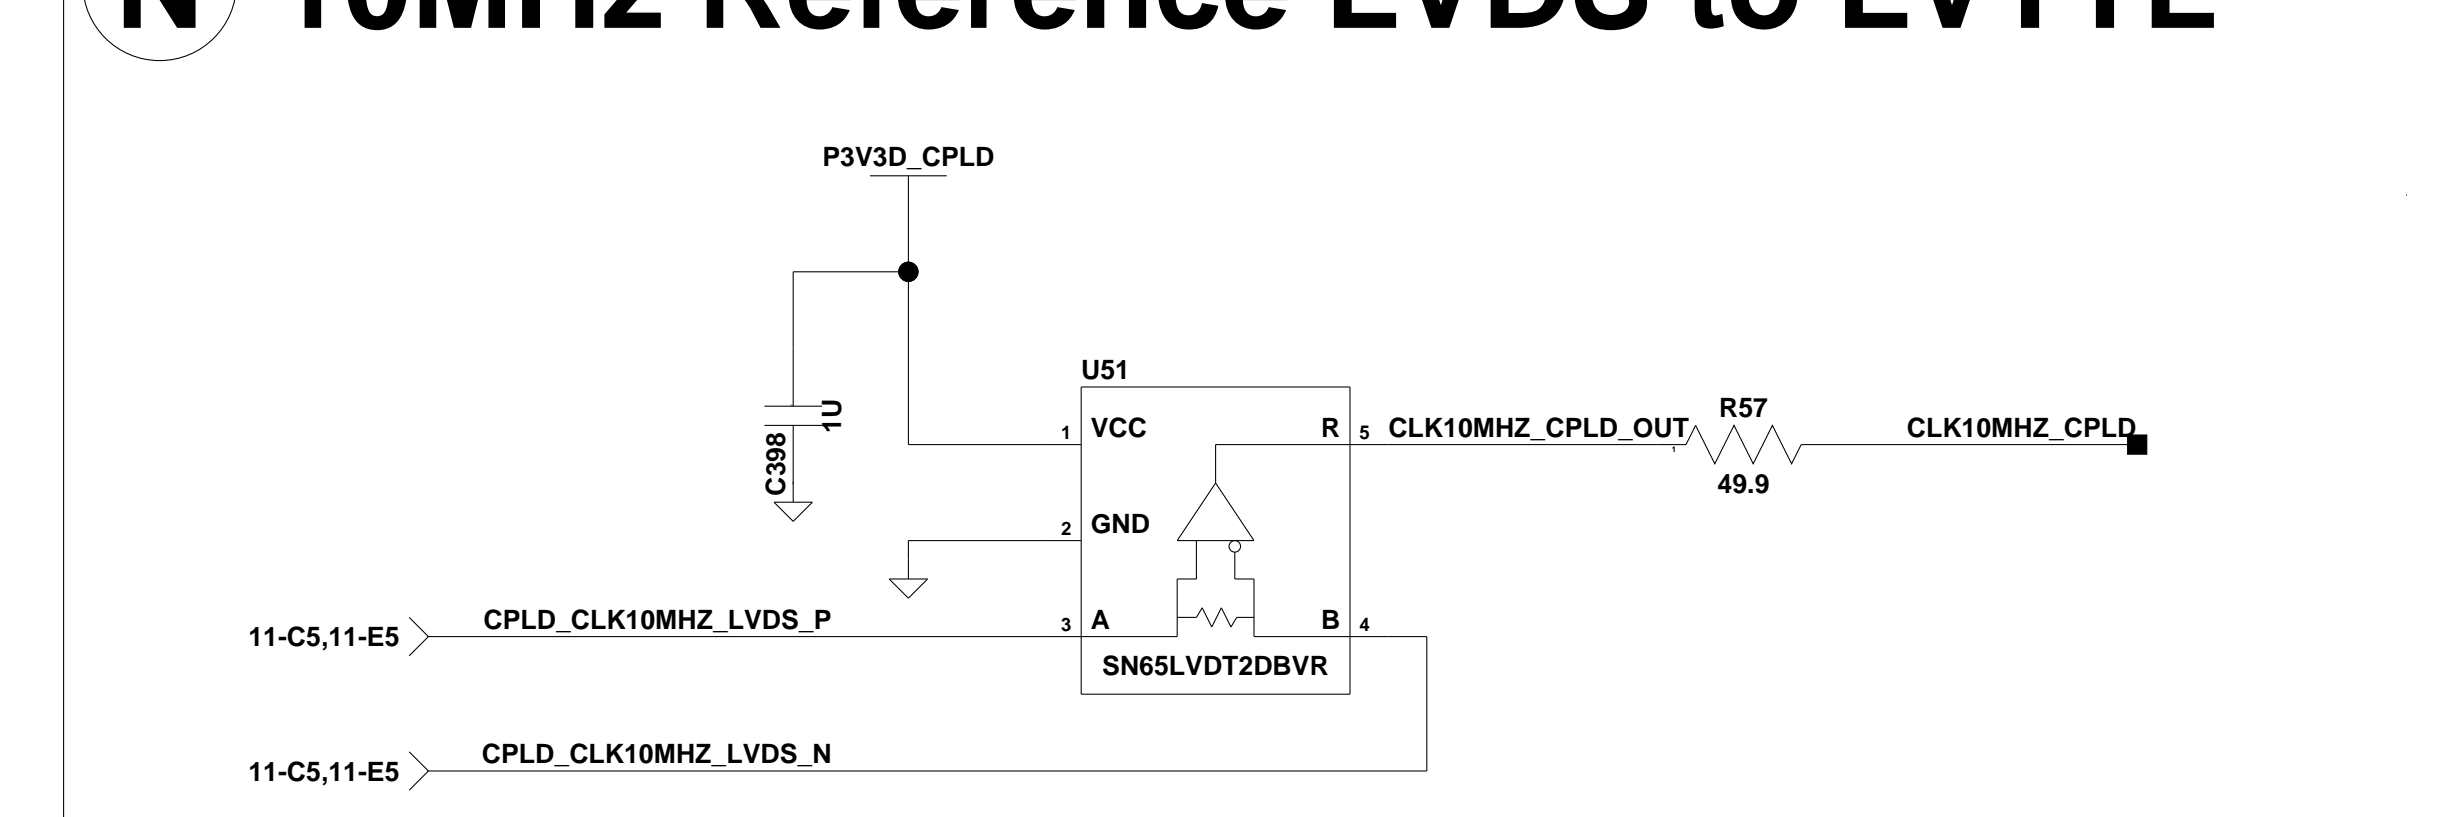 N 10MHz Reference LVDS to LVTTL
P3V3D_CPLD
1U
C398
U51
1 VCC
R 5
CLK10MHZ_CPLD_OUT
1
R57
49.9
CLK10MHZ_CPLD
2 GND
11-C5,11-E5
CPLD_CLK10MHZ_LVDS_P
3 A
B 4
SN65LVDT2DBVR
11-C5,11-E5
CPLD_CLK10MHZ_LVDS_N